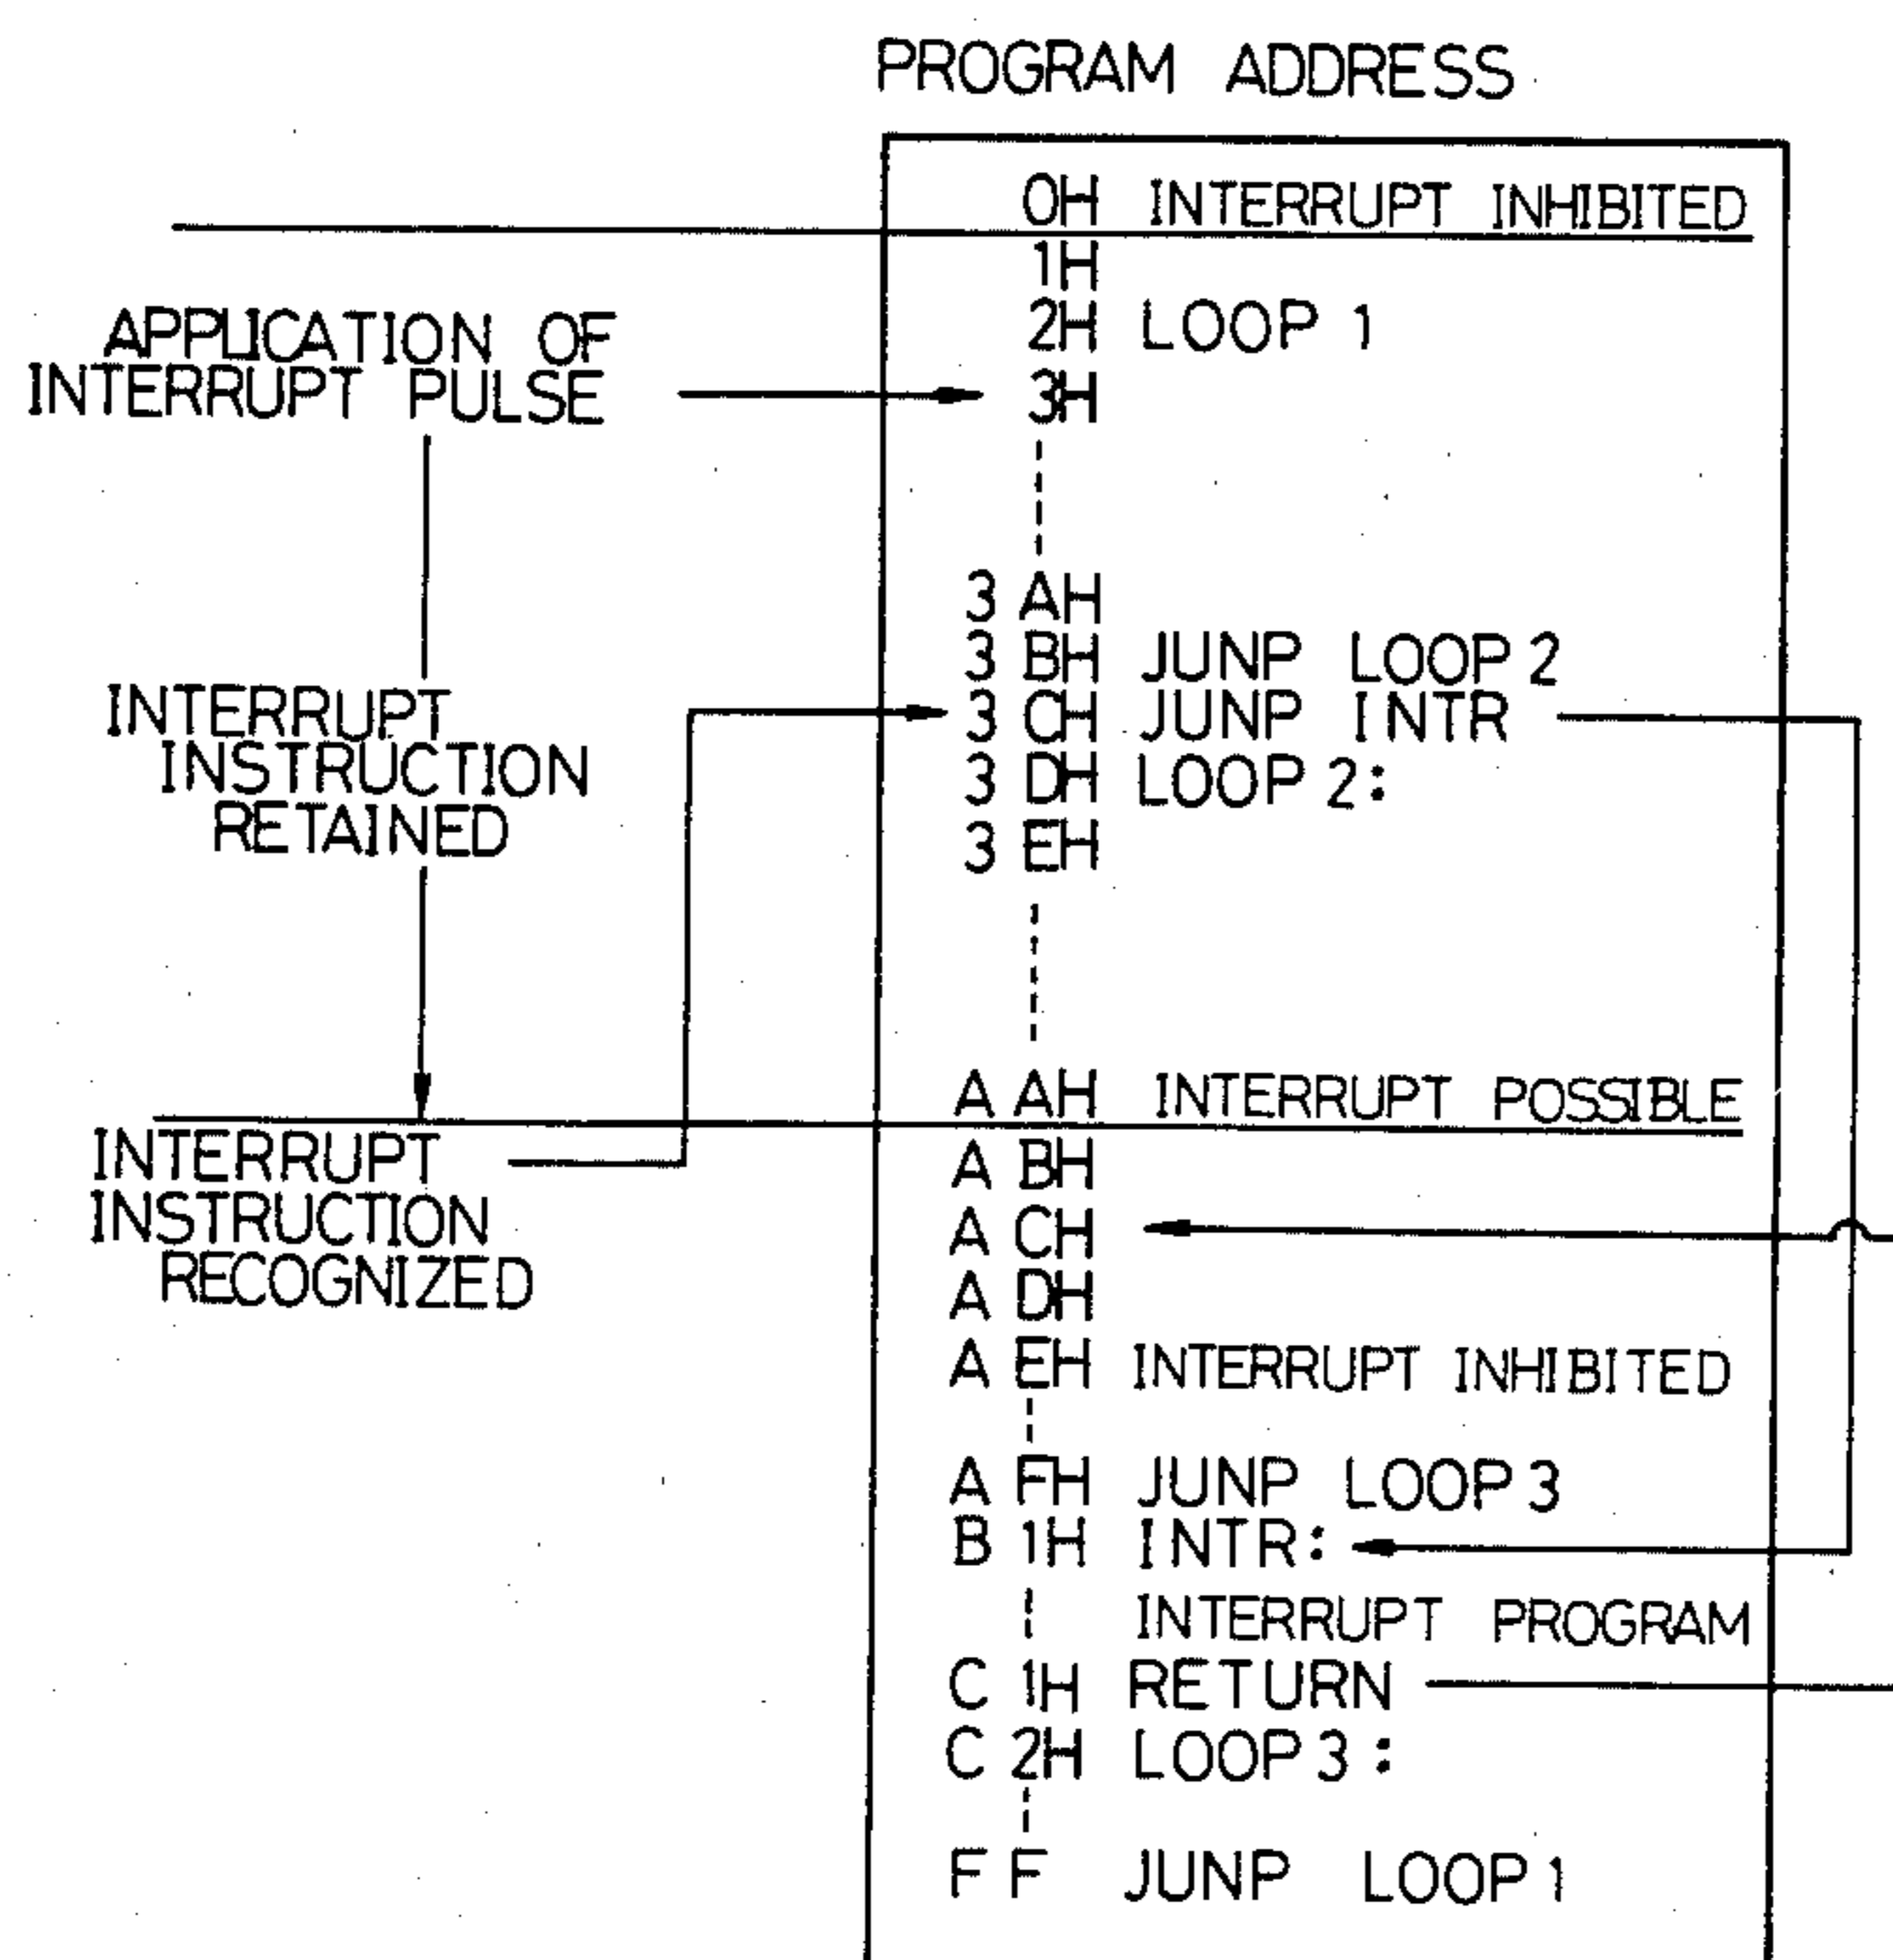 PROGRAM ADDRESS
0H INTERRUPT INHIBITED
1H
2H LOOP 1
APPLICATION OF
INTERRUPT PULSE
3H
3 AH
3 BH JUNP LOOP 2
3 CH JUNP INTR
3 DH LOOP 2:
3 EH
INTERRUPT
INSTRUCTION
RETAINED
A AH INTERRUPT POSSIBLE
INTERRUPT
INSTRUCTION
RECOGNIZED
A BH
A CH
A DH
A EH INTERRUPT INHIBITED
A FH JUNP LOOP 3
B 1H INTR:
INTERRUPT PROGRAM
C 1H RETURN
C 2H LOOP 3 :
F F JUNP LOOP 1